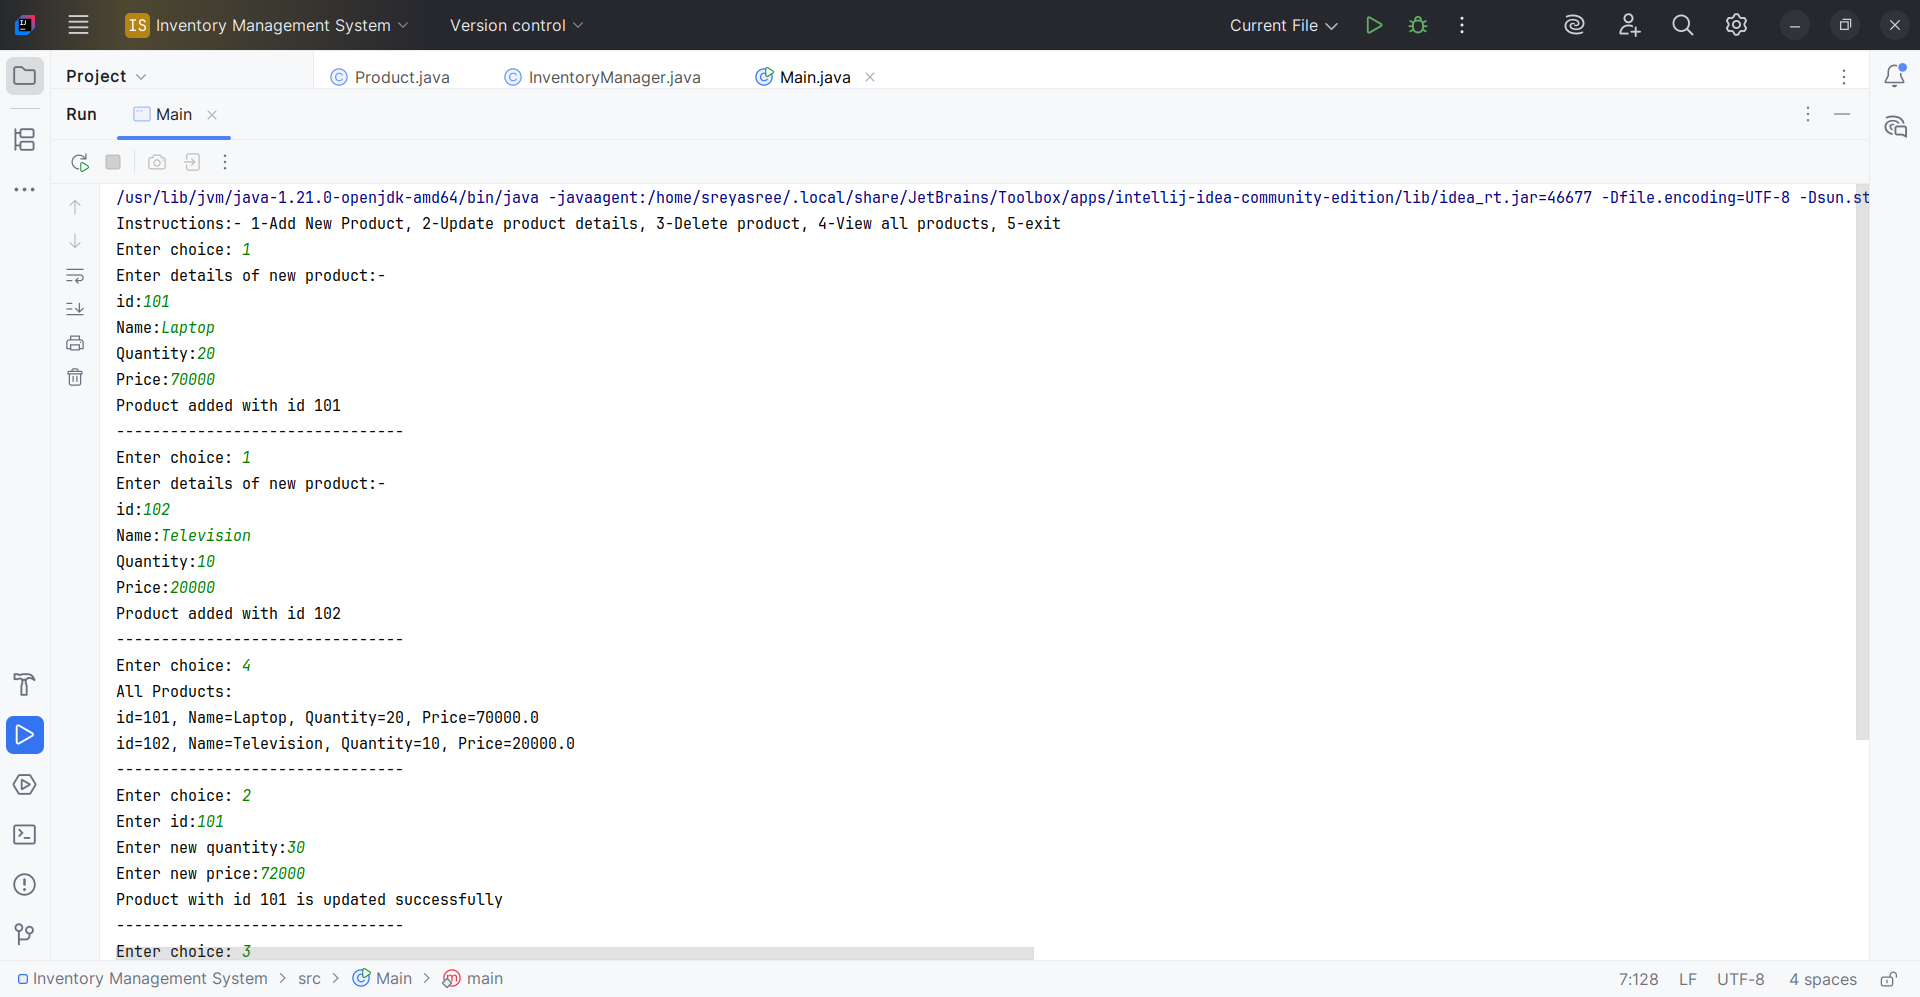 IS Inventory Management System Version control Current File
Project Product.java InventoryManager.java Main.java
Run Main
/usr/lib/jvm/java-1.21.0-openjdk-amd64/bin/java -javaagent:/home/sreyasree/.local/share/JetBrains/Toolbox/apps/intellij-idea-community-edition/lib/idea_rt.jar=46677 -Dfile.encoding=UTF-8 -Dsun.st
Instructions:- 1-Add New Product, 2-Update product details, 3-Delete product, 4-View all products, 5-exit
Enter choice: 1
Enter details of new product:-
id:101
Name:Laptop
Quantity:20
Price:70000
Product added with id 101
--------------------------------
Enter choice: 1
Enter details of new product:-
id:102
Name:Television
Quantity:10
Price:20000
Product added with id 102
--------------------------------
Enter choice: 4
All Products:
id=101, Name=Laptop, Quantity=20, Price=70000.0
id=102, Name=Television, Quantity=10, Price=20000.0
--------------------------------
Enter choice: 2
Enter id:101
Enter new quantity:30
Enter new price:72000
Product with id 101 is updated successfully
--------------------------------
Enter choice: 3
Inventory Management System > src > Main > main 7:128 LF UTF-8 4 spaces